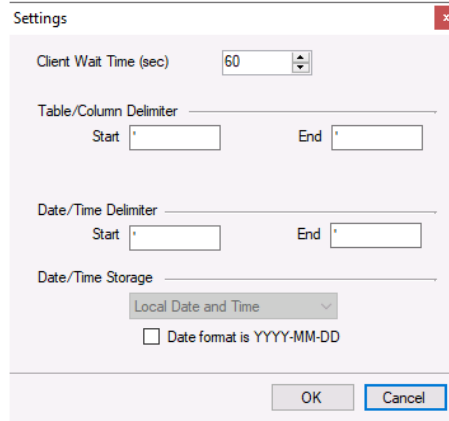 Settings
Client Wait Time (sec) 60
Table/Column Delimiter
Start ' End '
Date/Time Delimiter
Start ' End '
Date/Time Storage
Local Date and Time
Date format is YYYY-MM-DD
OK Cancel